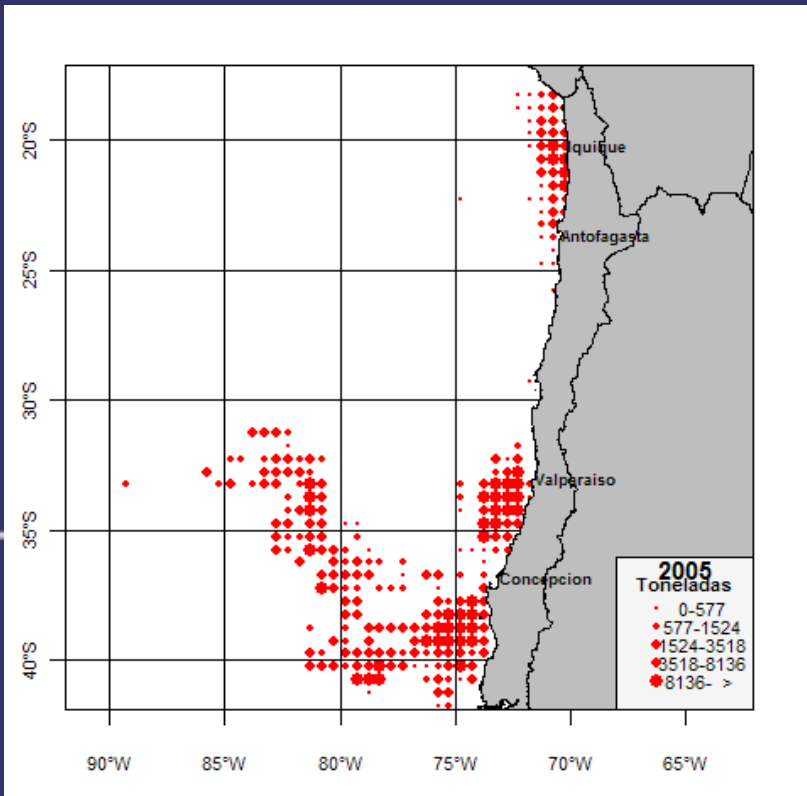 20°S
25°S
30°S
35°S
40°S
Iquique
Antofagasta
Valparaiso
Concepcion
2005
Toneladas
0-577
577-1524
1524-3518
3518-8136
8136- >
90°W
85°W
80°W
75°W
70°W
65°W